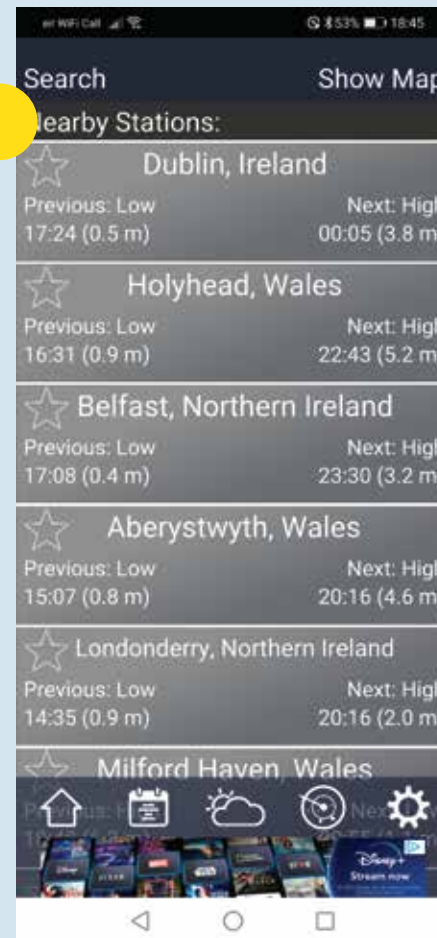 WiFi Call 53% 18:45
Search Show Map
Nearby Stations:
Dublin, Ireland
Previous: Low Next: High
17:24 (0.5 m) 00:05 (3.8 m
Holyhead, Wales
Previous: Low Next: High
16:31 (0.9 m) 22:43 (5.2 m
Belfast, Northern Ireland
Previous: Low Next: High
17:08 (0.4 m) 23:30 (3.2 m
Aberystwyth, Wales
Previous: Low Next: High
15:07 (0.8 m) 20:16 (4.6 m
Londonderry, Northern Ireland
Previous: Low Next: High
14:35 (0.9 m) 20:16 (2.0 m
Milford Haven, Wales
Disney+
Stream now